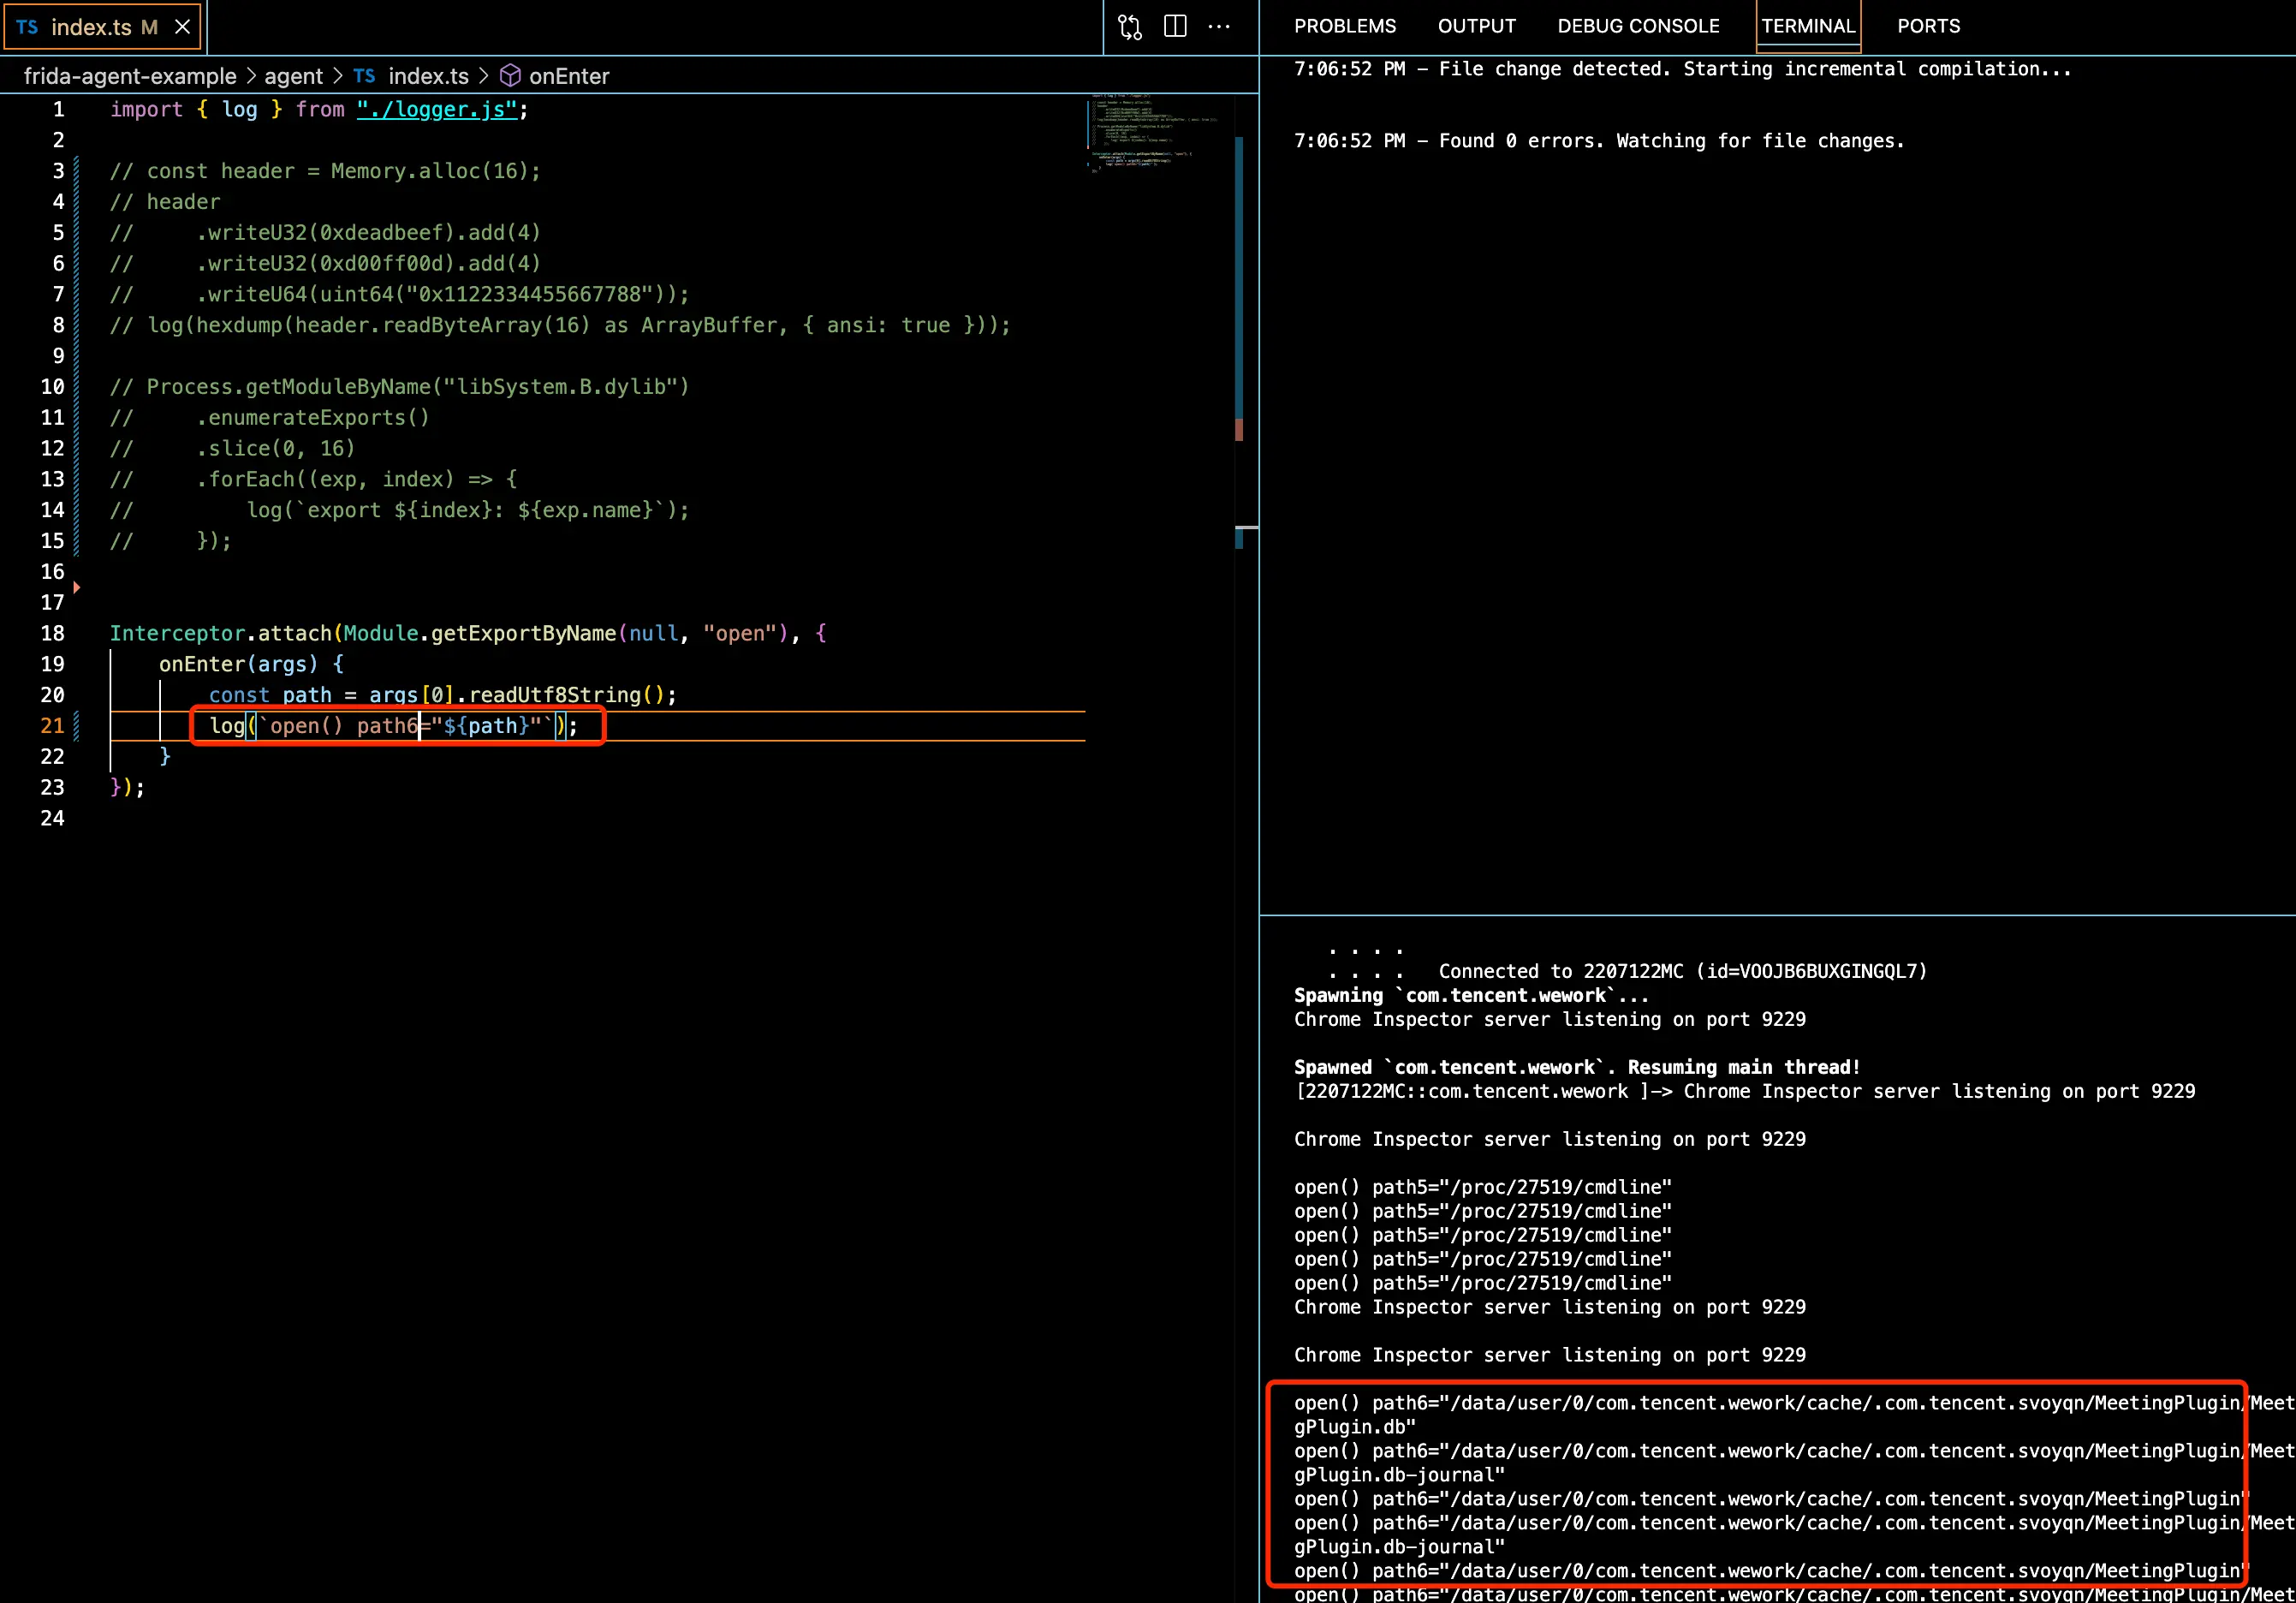 TS index.ts M
PROBLEMS OUTPUT DEBUG CONSOLE TERMINAL PORTS
frida-agent-example > agent > TS index.ts > onEnter
1 import { log } from "./logger.js";
2
3 // const header = Memory.alloc(16);
4 // header
5 //     .writeU32(0xdeadbeef).add(4)
6 //     .writeU32(0xd00ff00d).add(4)
7 //     .writeU64(uint64("0x1122334455667788"));
8 // log(hexdump(header.readByteArray(16) as ArrayBuffer, { ansi: true }));
9
10 // Process.getModuleByName("libSystem.B.dylib")
11 //     .enumerateExports()
12 //     .slice(0, 16)
13 //     .forEach((exp, index) => {
14 //         log(`export ${index}: ${exp.name}`);
15 //     });
16
17
18 Interceptor.attach(Module.getExportByName(null, "open"), {
19     onEnter(args) {
20         const path = args[0].readUtf8String();
21         log(`open() path6="${path}"`);
22     }
23 });
24
7:06:52 PM – File change detected. Starting incremental compilation...
7:06:52 PM – Found 0 errors. Watching for file changes.
. . . .
. . . .   Connected to 2207122MC (id=VOOJB6BUXGINGQL7)
Spawning `com.tencent.wework`...
Chrome Inspector server listening on port 9229
Spawned `com.tencent.wework`. Resuming main thread!
[2207122MC::com.tencent.wework ]-> Chrome Inspector server listening on port 9229
Chrome Inspector server listening on port 9229
open() path5="/proc/27519/cmdline"
open() path5="/proc/27519/cmdline"
open() path5="/proc/27519/cmdline"
open() path5="/proc/27519/cmdline"
open() path5="/proc/27519/cmdline"
Chrome Inspector server listening on port 9229
Chrome Inspector server listening on port 9229
open() path6="/data/user/0/com.tencent.wework/cache/.com.tencent.svoyqn/MeetingPlugin/Meet
gPlugin.db"
open() path6="/data/user/0/com.tencent.wework/cache/.com.tencent.svoyqn/MeetingPlugin/Meet
gPlugin.db-journal"
open() path6="/data/user/0/com.tencent.wework/cache/.com.tencent.svoyqn/MeetingPlugin"
open() path6="/data/user/0/com.tencent.wework/cache/.com.tencent.svoyqn/MeetingPlugin/Meet
gPlugin.db-journal"
open() path6="/data/user/0/com.tencent.wework/cache/.com.tencent.svoyqn/MeetingPlugin"
open() path6="/data/user/0/com.tencent.wework/cache/.com.tencent.svoyqn/MeetingPlugin/Meet